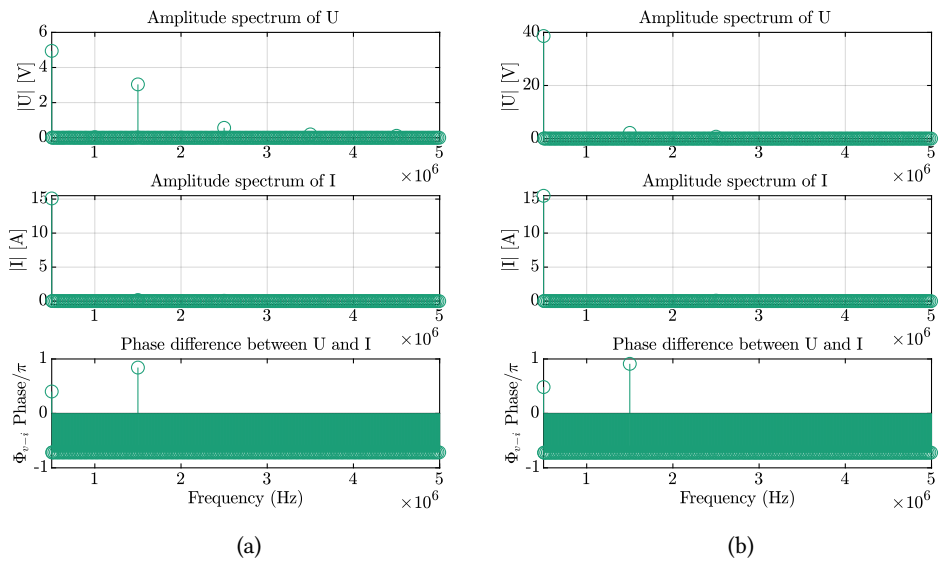 Amplitude spectrum of U
6
4
2
0
|U| [V]
1 2 3 4 5
×10^6
Amplitude spectrum of I
15
10
5
0
|I| [A]
1 2 3 4 5
×10^6
Phase difference between U and I
1
0
-1
Φ_{v−i} Phase/π
1 2 3 4 5
×10^6
Frequency (Hz)
(a)
Amplitude spectrum of U
40
20
0
|U| [V]
1 2 3 4 5
×10^6
Amplitude spectrum of I
15
10
5
0
|I| [A]
1 2 3 4 5
×10^6
Phase difference between U and I
1
0
-1
Φ_{v−i} Phase/π
1 2 3 4 5
×10^6
Frequency (Hz)
(b)